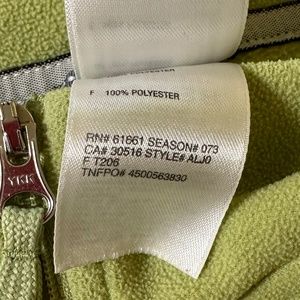 F 100% POLYESTER
RN# 61661 SEASON# 073
CA# 30516 STYLE# ALJ0
F T206
TNFPO# 4500563830
YKK